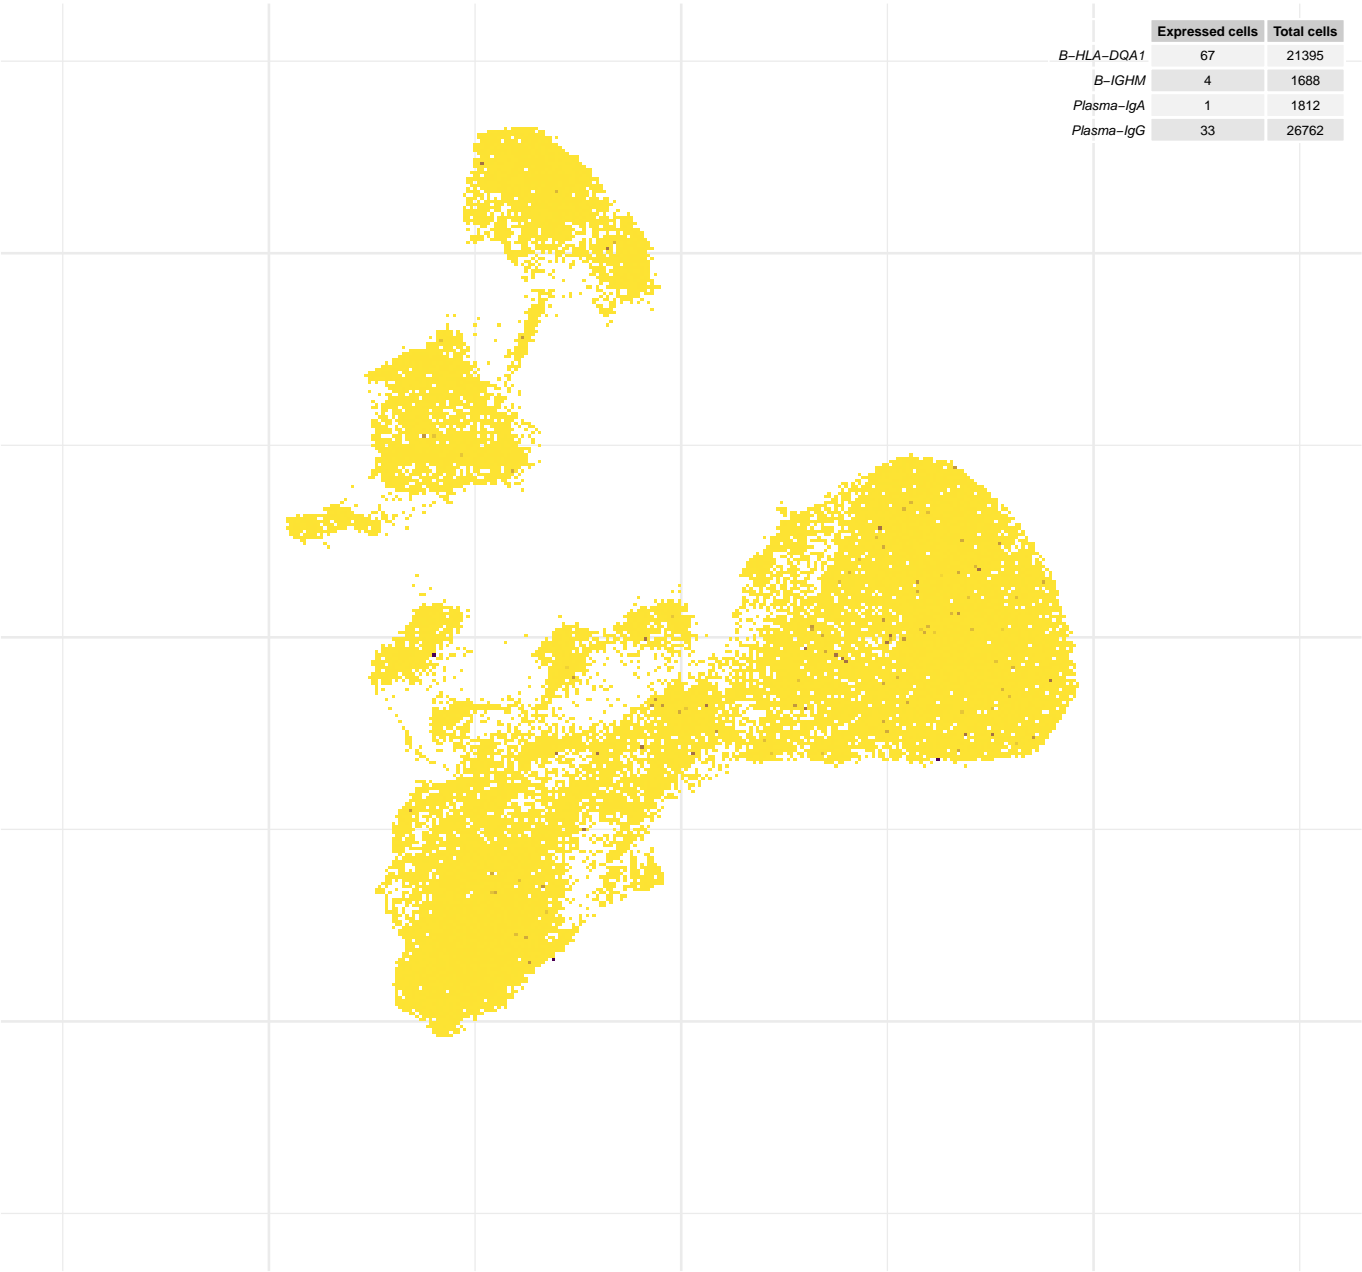 Expressed cells Total cells
B−HLA−DQA1 67 21395
B−IGHM 4 1688
Plasma−IgA 1 1812
Plasma−IgG 33 26762